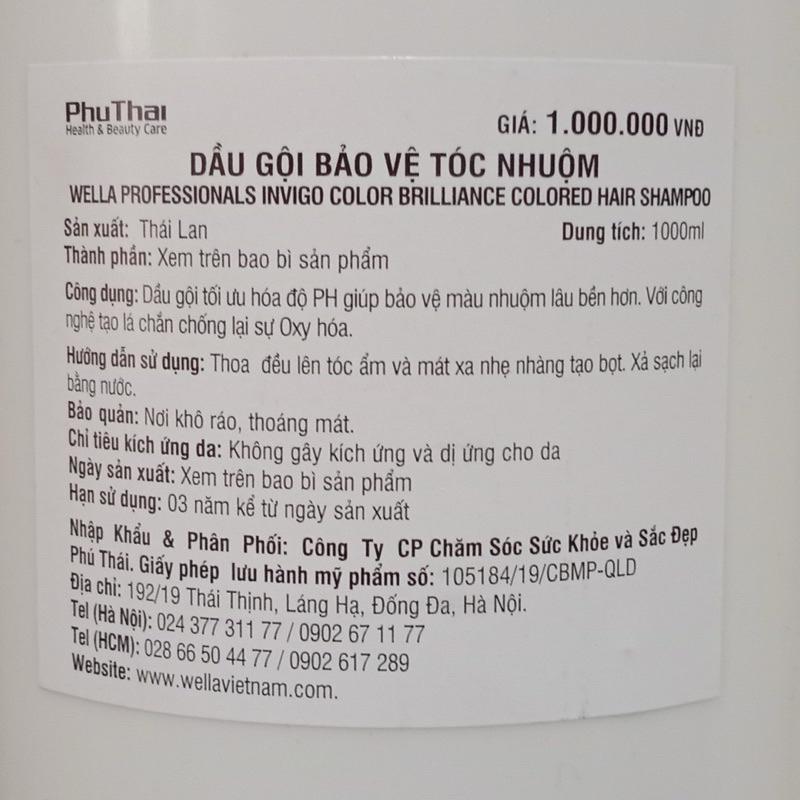 PhuThai
Health & Beauty Care
GIÁ: 1.000.000 VNĐ
DẦU GỘI BẢO VỆ TÓC NHUỘM
WELLA PROFESSIONALS INVIGO COLOR BRILLIANCE COLORED HAIR SHAMPOO
Sản xuất: Thái Lan
Dung tích: 1000ml
Thành phần: Xem trên bao bì sản phẩm
Công dụng: Dầu gội tối ưu hóa độ PH giúp bảo vệ màu nhuộm lâu bền hơn. Với công
nghệ tạo lá chắn chống lại sự Oxy hóa.
Hướng dẫn sử dụng: Thoa đều lên tóc ẩm và mát xa nhẹ nhàng tạo bọt. Xả sạch lại
bằng nước.
Bảo quản: Nơi khô ráo, thoáng mát.
Chỉ tiêu kích ứng da: Không gây kích ứng và dị ứng cho da
Ngày sản xuất: Xem trên bao bì sản phẩm
Hạn sử dụng: 03 năm kể từ ngày sản xuất
Nhập Khẩu & Phân Phối: Công Ty CP Chăm Sóc Sức Khỏe và Sắc Đẹp
Phú Thái. Giấy phép lưu hành mỹ phẩm số: 105184/19/CBMP-QLD
Địa chỉ: 192/19 Thái Thịnh, Láng Hạ, Đống Đa, Hà Nội.
Tel (Hà Nội): 024 377 311 77 / 0902 67 11 77
Tel (HCM): 028 66 50 44 77 / 0902 617 289
Website: www.wellavietnam.com.